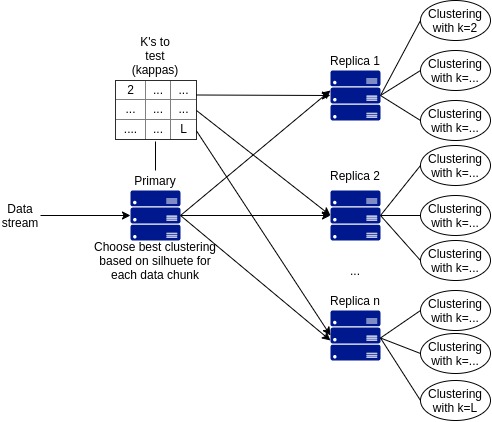 K's to
test
(kappas)
2 ... ...
... ... ...
.... ... L
Primary
Data
stream
Choose best clustering
based on silhuete for
each data chunk
Replica 1
Clustering
with k=2
Clustering
with k=...
Clustering
with k=...
Replica 2
Clustering
with k=...
Clustering
with k=...
Clustering
with k=...
...
Replica n
Clustering
with k=...
Clustering
with k=...
Clustering
with k=L